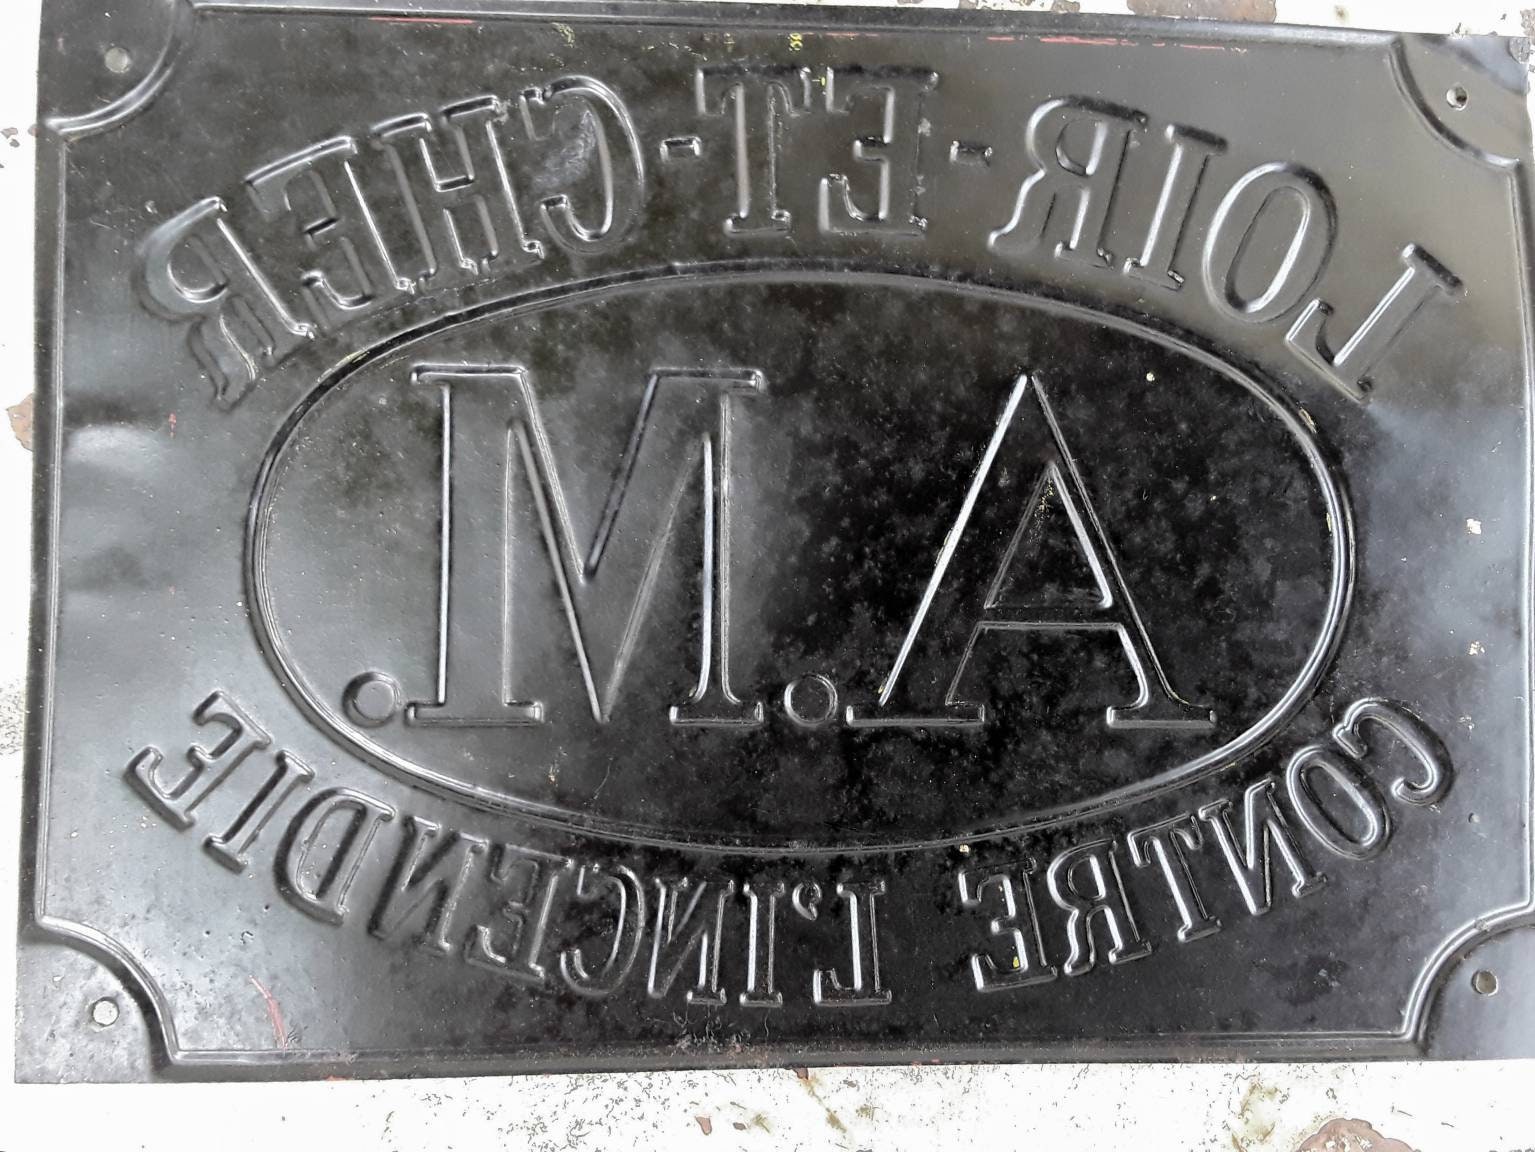 LOIR-ET-CHER
A.M.
CONTRE L'INCENDIE